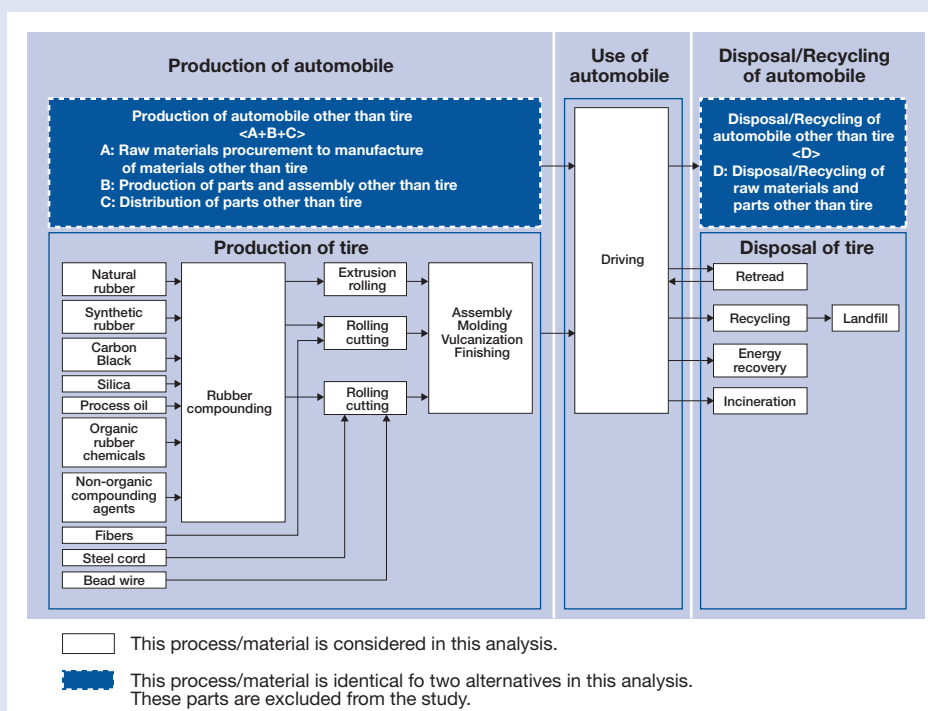 Production of automobile
Use of
automobile
Disposal/Recycling
of automobile
Production of automobile other than tire
<A+B+C>
A: Raw materials procurement to manufacture
of materials other than tire
B: Production of parts and assembly other than tire
C: Distribution of parts other than tire
Disposal/Recycling of
automobile other than tire
<D>
D: Disposal/Recycling of
raw materials and
parts other than tire
Production of tire
Natural
rubber
Synthetic
rubber
Carbon
Black
Silica
Process oil
Organic
rubber
chemicals
Non-organic
compounding
agents
Fibers
Steel cord
Bead wire
Rubber
compounding
Extrusion
rolling
Rolling
cutting
Rolling
cutting
Assembly
Molding
Vulcanization
Finishing
Driving
Disposal of tire
Retread
Recycling
Landfill
Energy
recovery
Incineration
This process/material is considered in this analysis.
This process/material is identical fo two alternatives in this analysis.
These parts are excluded from the study.